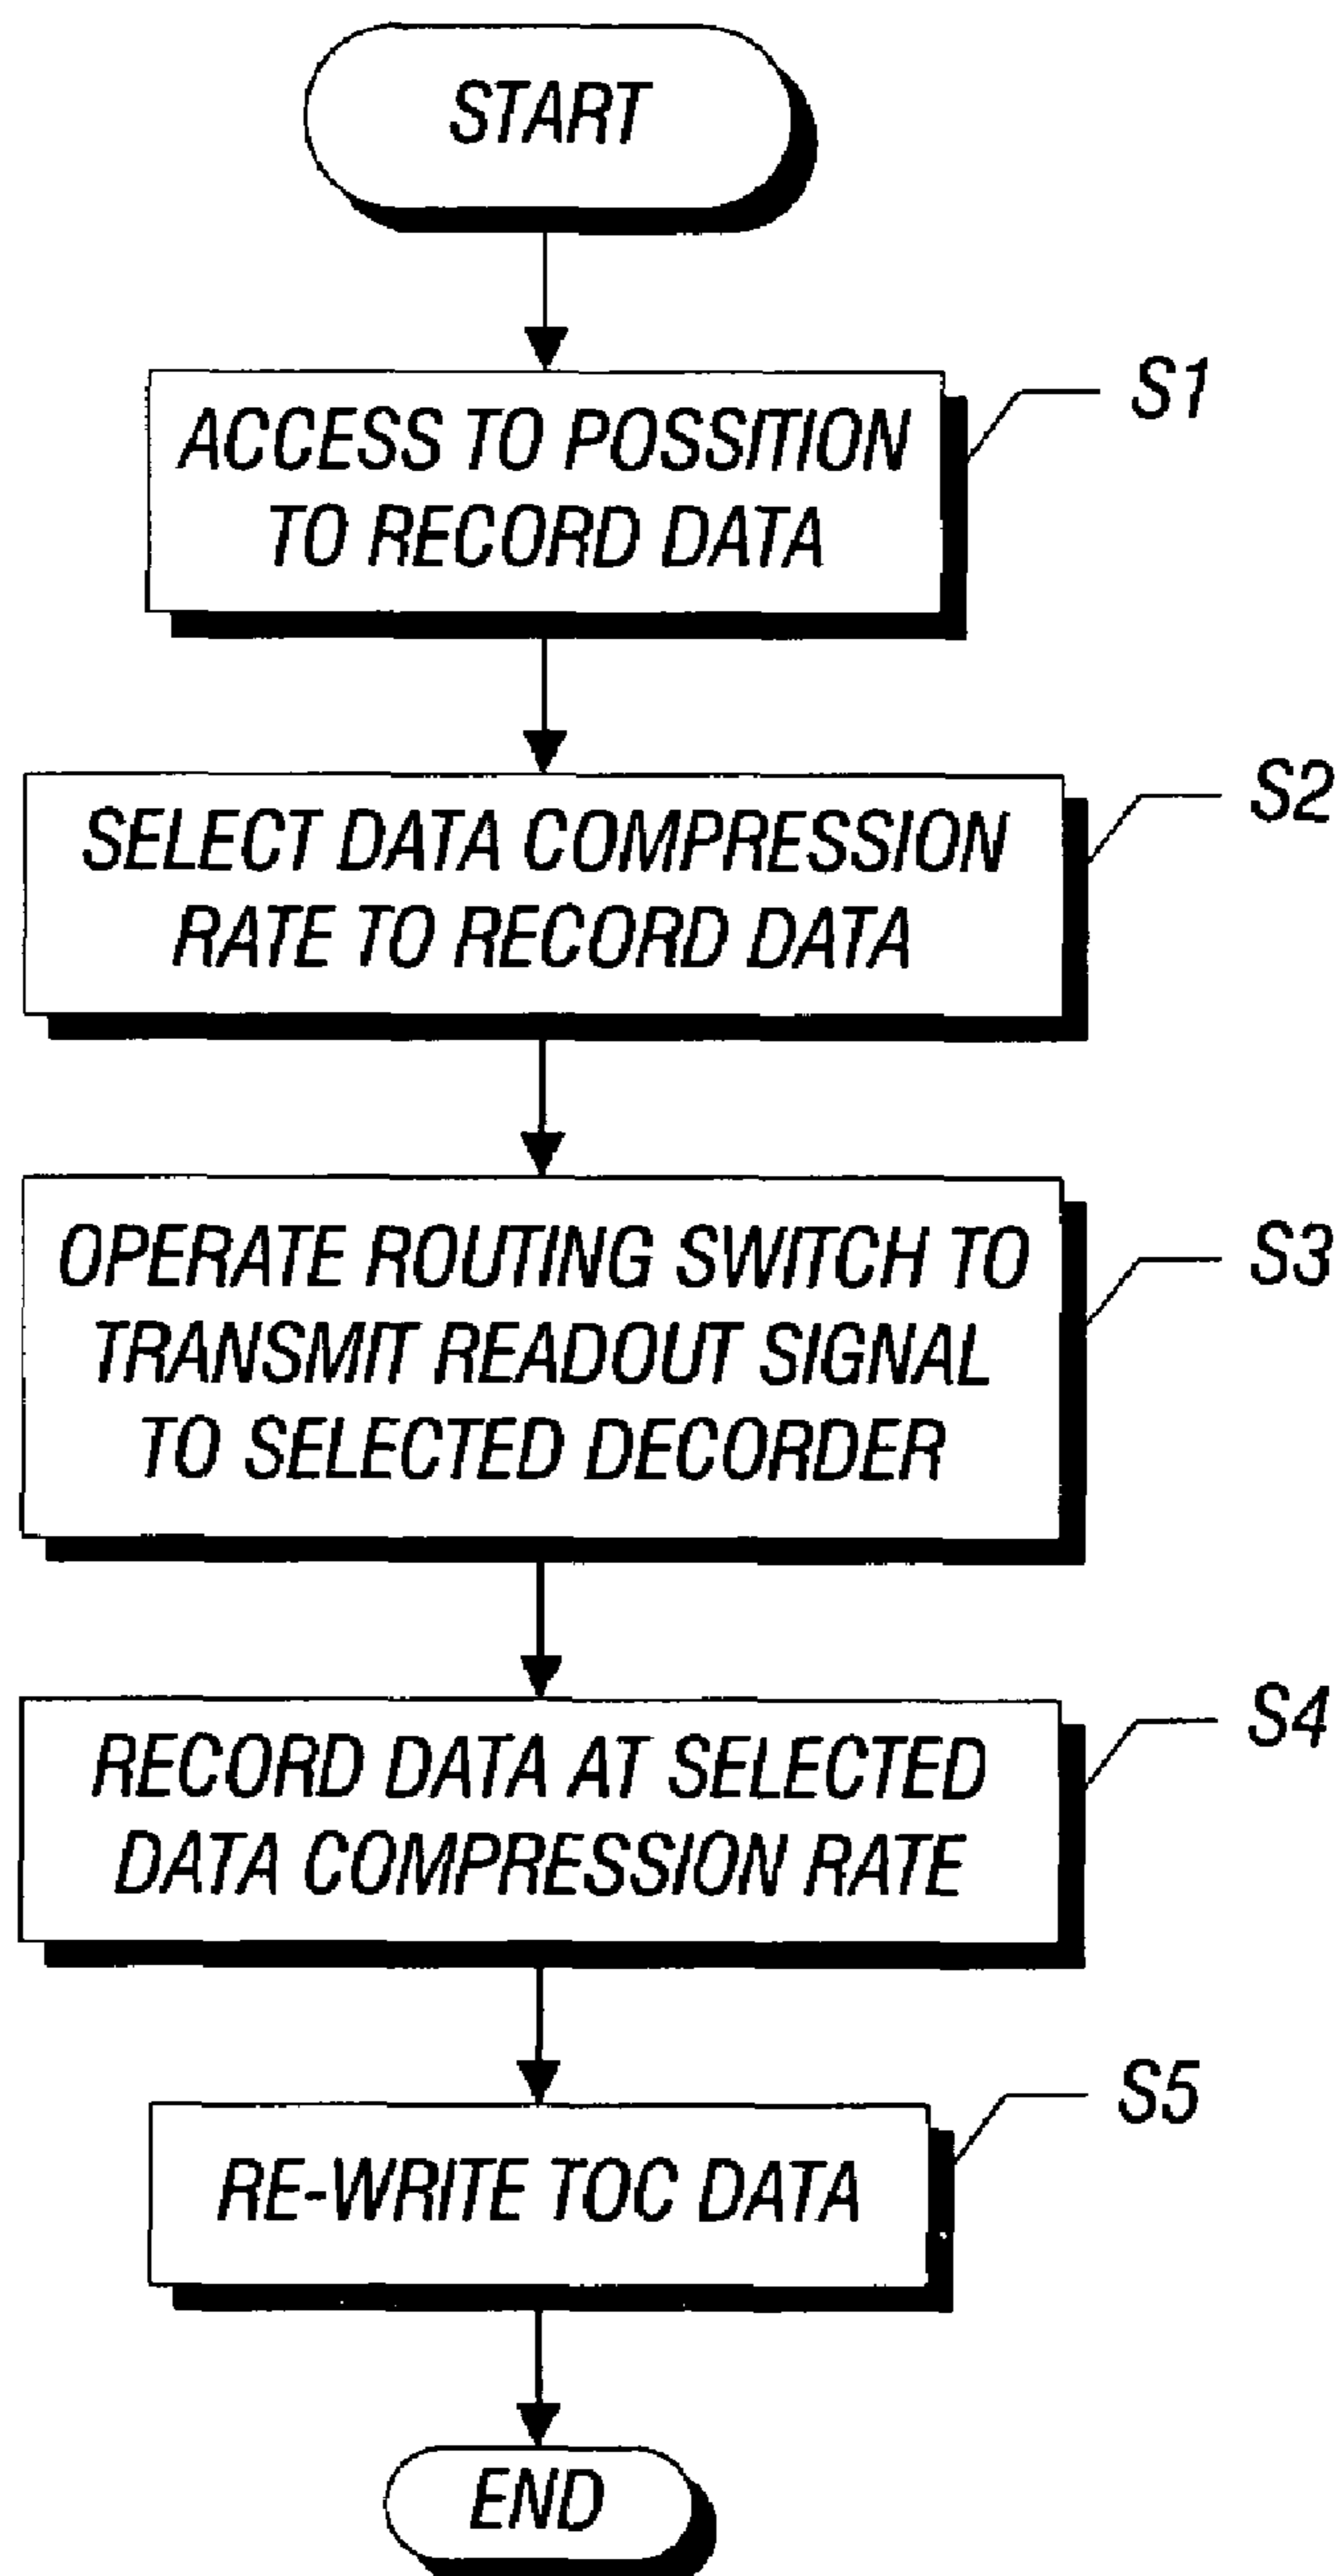 START
ACCESS TO POSSITION
TO RECORD DATA
S1
SELECT DATA COMPRESSION
RATE TO RECORD DATA
S2
OPERATE ROUTING SWITCH TO
TRANSMIT READOUT SIGNAL
TO SELECTED DECORDER
S3
RECORD DATA AT SELECTED
DATA COMPRESSION RATE
S4
RE-WRITE TOC DATA
S5
END